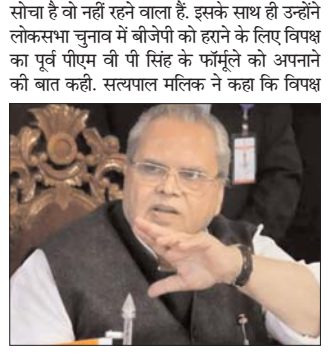 सोचा है वो नहीं रहने वाला हैं. इसके साथ ही उन्होंने
लोकसभा चुनाव में बीजेपी को हराने के लिए विपक्ष
का पूर्व पीएम वी पी सिंह के फॉर्मूले को अपनाने
की बात कही. सत्यपाल मलिक ने कहा कि विपक्ष